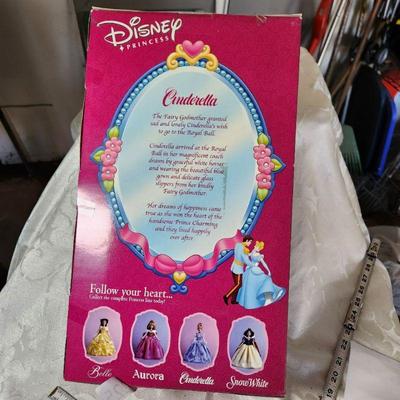 Disney
PRINCESS
Cinderella
The Fairy Godmother granted
sad and lonely Cinderella's wish
to go to the Royal Ball.
Cinderella arrived at the Royal
Ball in her magnificent coach
drawn by graceful white horses
and wearing the beautiful blue
gown and delicate glass
slippers from her kindly
Fairy Godmother.
Her dreams of happiness came
true as she won the heart of the
handsome Prince Charming
and they lived happily
ever after
Follow your heart...
Collect the complete Princess line today!
Belle
Aurora
Cinderella
Snow White